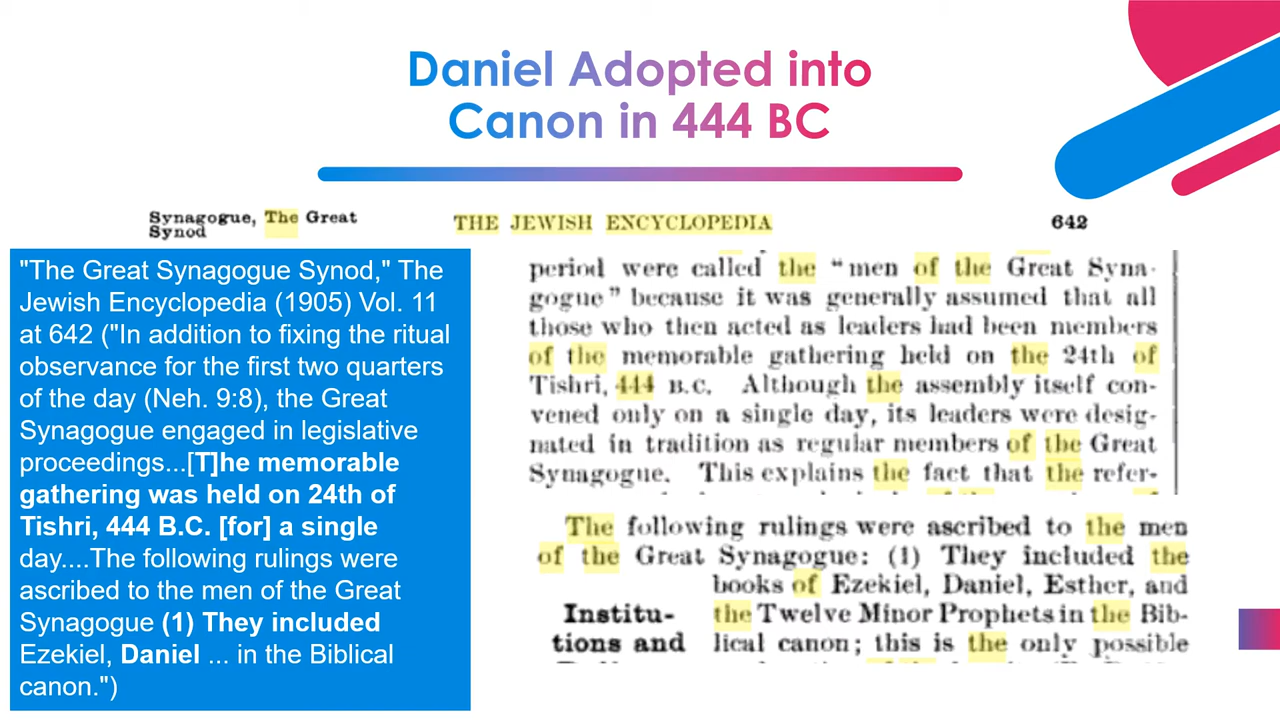 Daniel Adopted into
Canon in 444 BC
Synagogue, The Great
Synod
THE JEWISH ENCYCLOPEDIA
642
"The Great Synagogue Synod," The
Jewish Encyclopedia (1905) Vol. 11
at 642 ("In addition to fixing the ritual
observance for the first two quarters
of the day (Neh. 9:8), the Great
Synagogue engaged in legislative
proceedings...[T]he memorable
gathering was held on 24th of
Tishri, 444 B.C. [for] a single
day....The following rulings were
ascribed to the men of the Great
Synagogue (1) They included
Ezekiel, Daniel ... in the Biblical
canon.")
period were called the "men of the Great Syna-
gogue" because it was generally assumed that all
those who then acted as leaders had been members
of the memorable gathering held on the 24th of
Tishri, 444 B.C. Although the assembly itself con-
vened only on a single day, its leaders were desig-
nated in tradition as regular members of the Great
Synagogue. This explains the fact that the refer-
The following rulings were ascribed to the men
of the Great Synagogue: (1) They included the
books of Ezekiel, Daniel, Esther, and
the Twelve Minor Prophets in the Bib-
lical canon; this is the only possible
Institu-
tions and